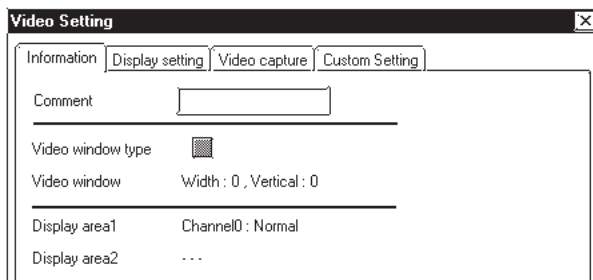 Video Setting
Information Display setting Video capture Custom Setting
Comment
Video window type
Video window Width : 0 , Vertical : 0
Display area1 Channel0 : Normal
Display area2 - - -